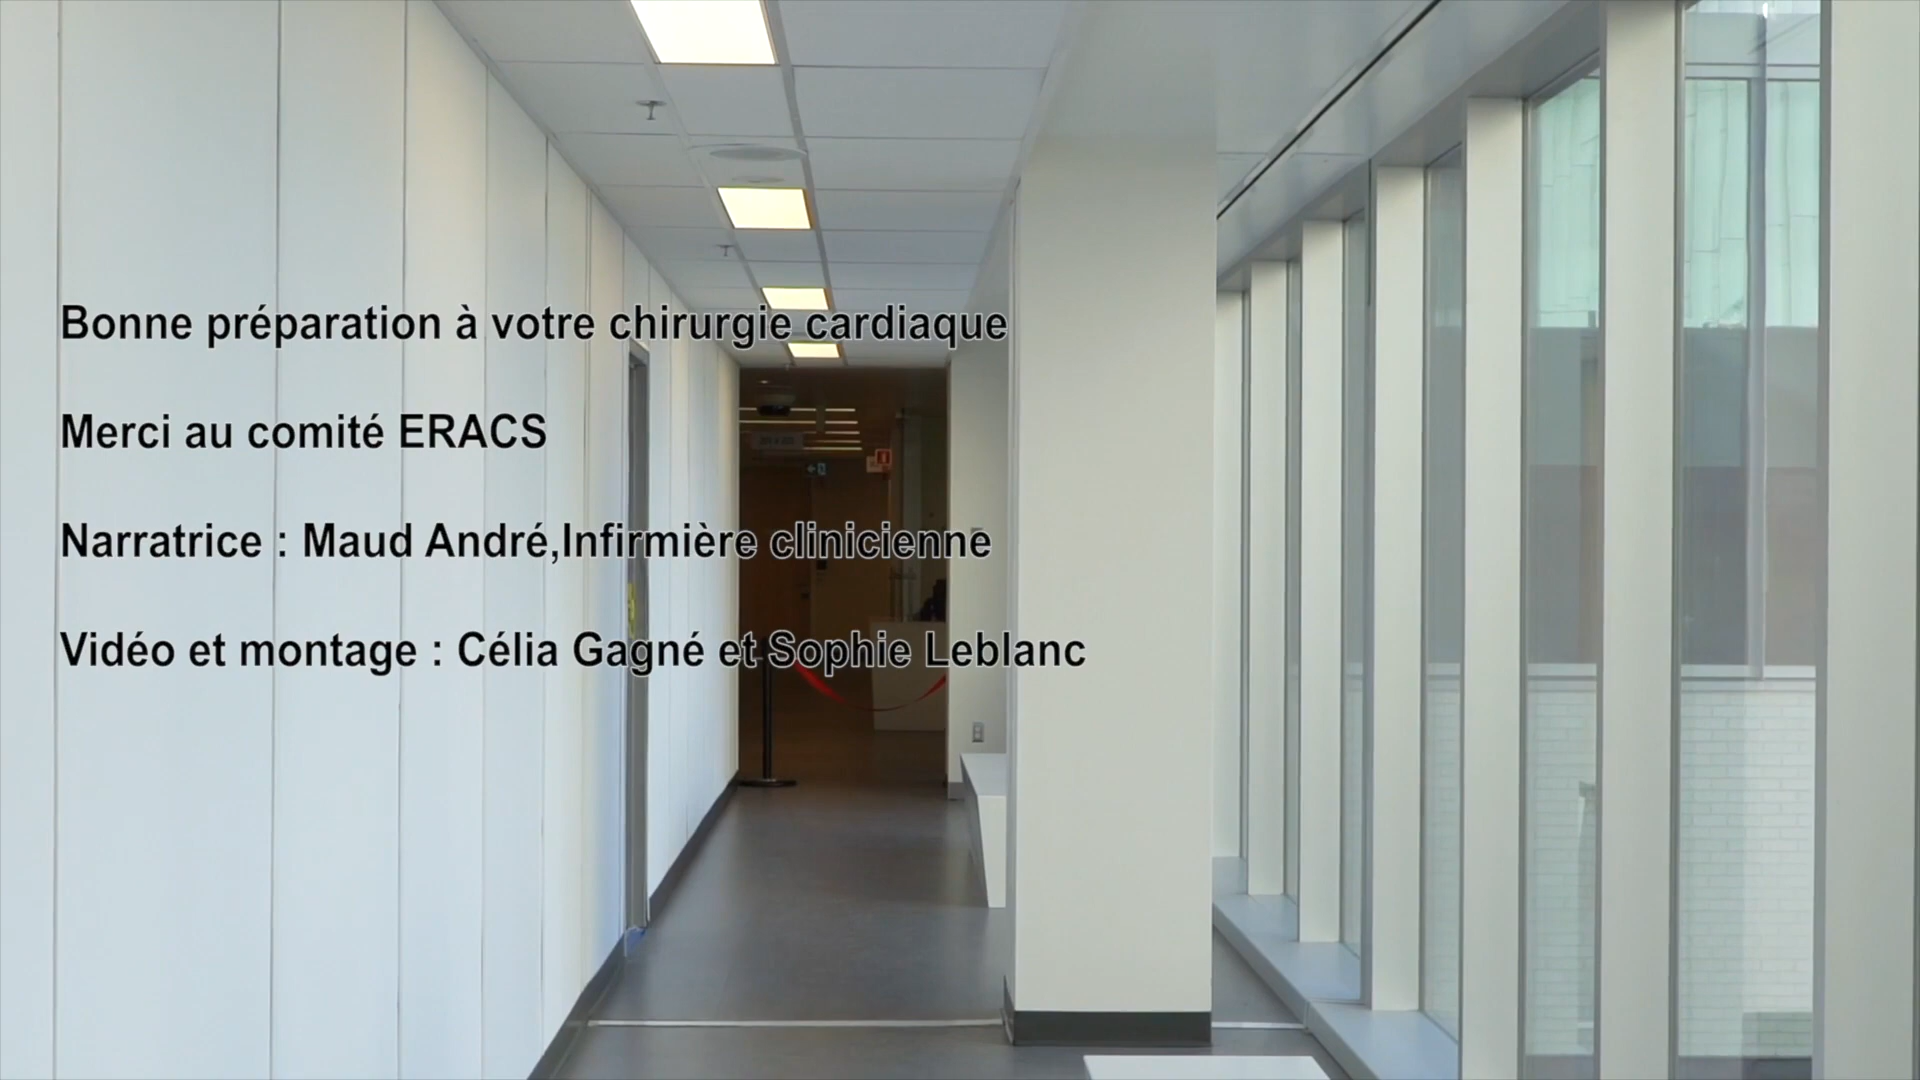 Bonne préparation à votre chirurgie cardiaque
Merci au comité ERACS
Narratrice : Maud André,Infirmière clinicienne
Vidéo et montage : Célia Gagné et Sophie Leblanc